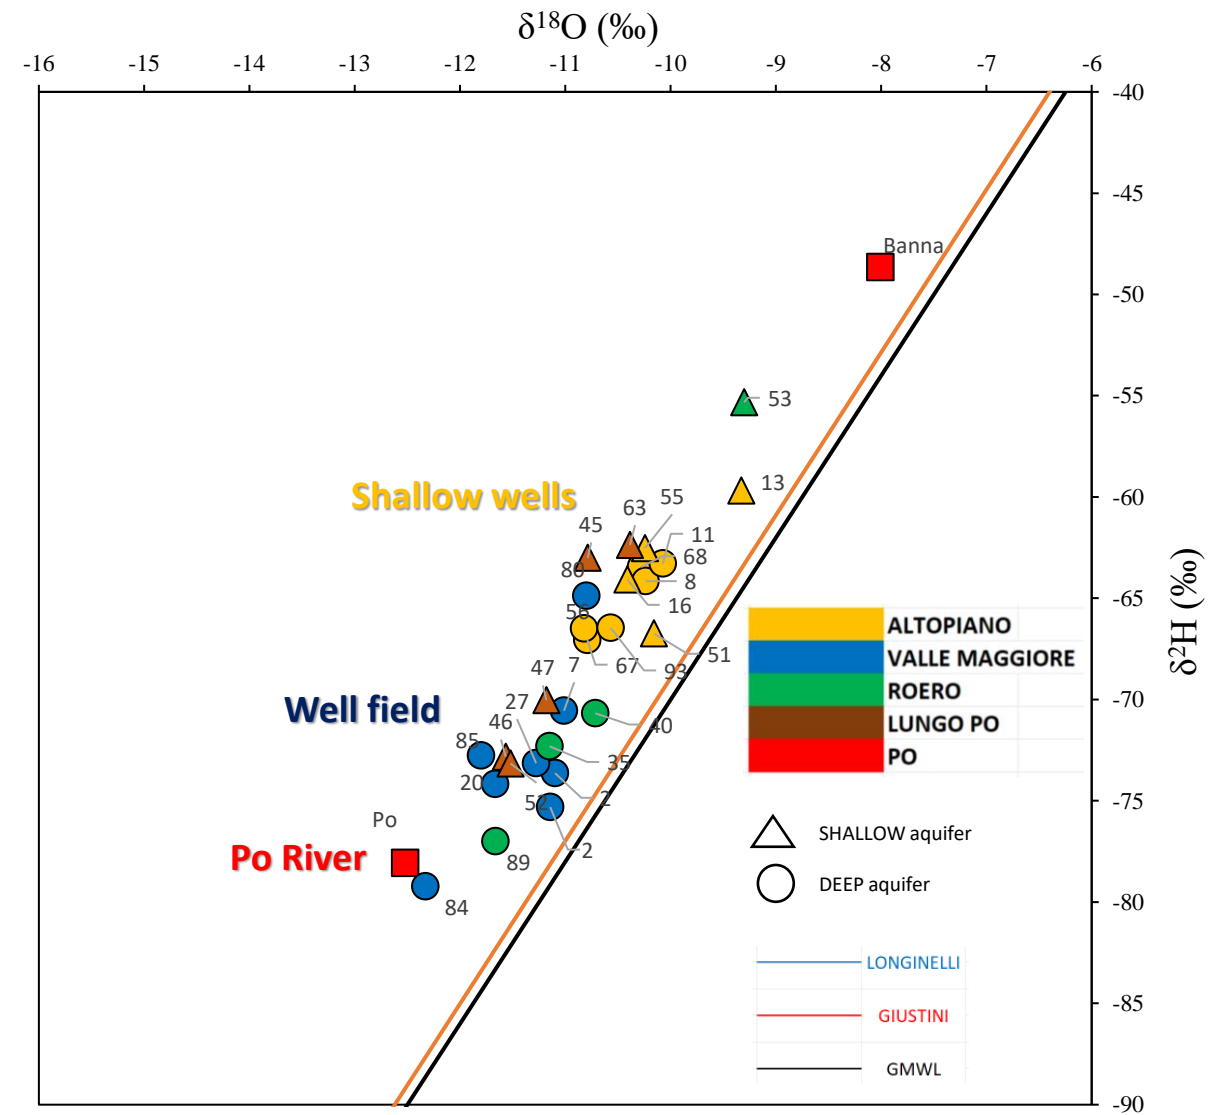 δ18O (‰)
-16 -15 -14 -13 -12 -11 -10 -9 -8 -7 -6
-40
-45
Banna
-50
-55
53
Shallow wells
13
-60
55
63
45
11
68
80
8
-65
16
56
51
67
93
δ2H (‰)
ALTOPIANO
VALLE MAGGIORE
ROERO
LUNGO PO
PO
47
7
-70
Well field
27
40
46
85
35
20
52
2
-75
Po
2
Po River
89
84
SHALLOW aquifer
DEEP aquifer
-80
LONGINELLI
-85
GIUSTINI
GMWL
-90